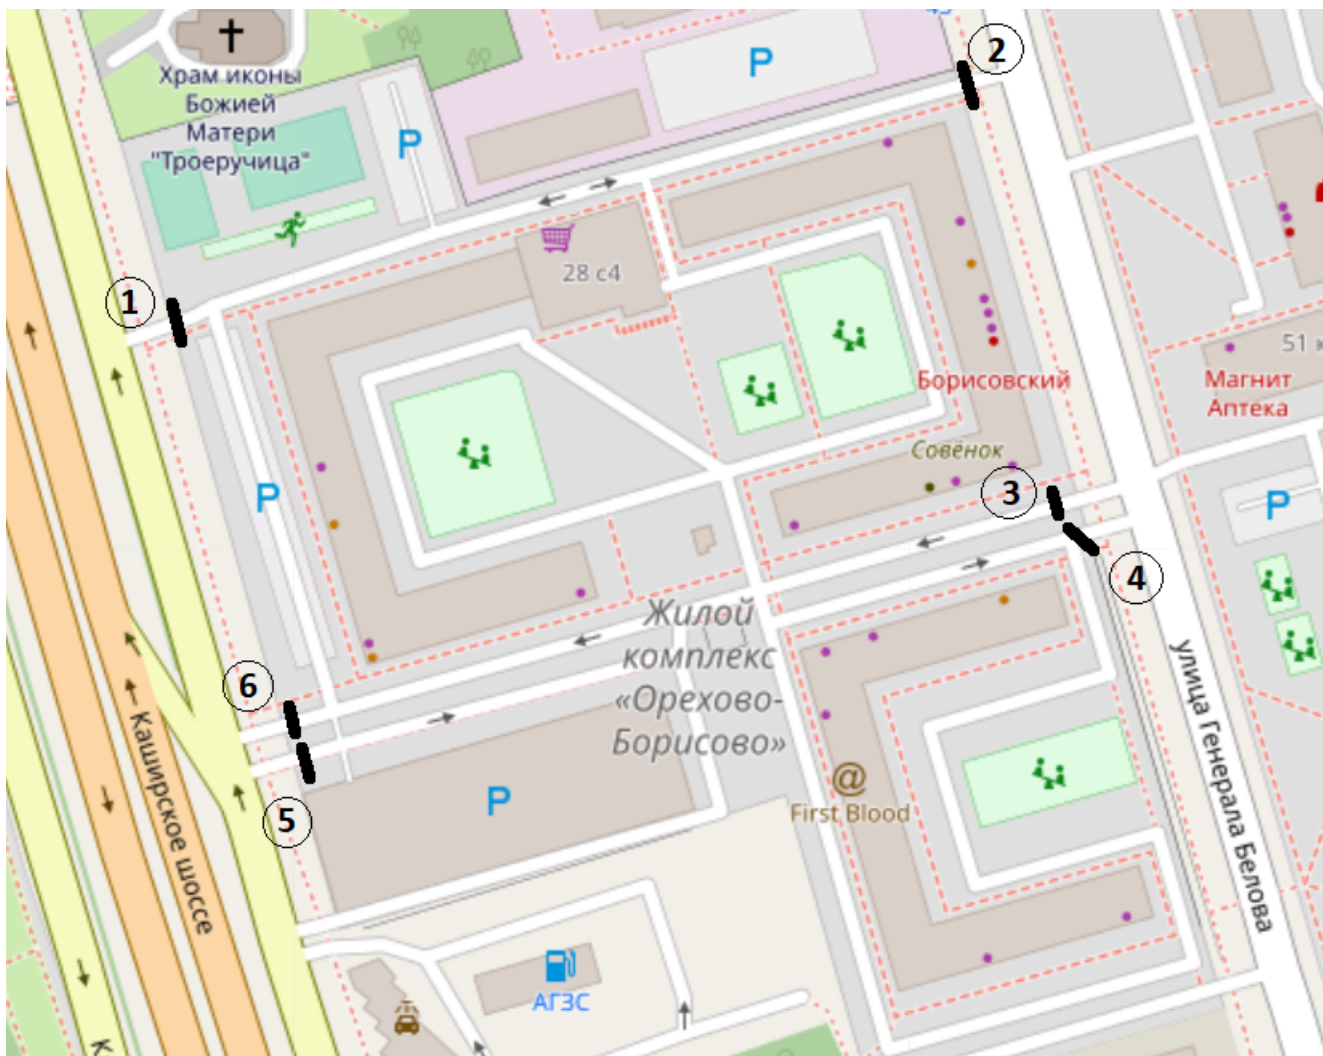 2
Храм иконы
Божией
Матери
"Троеручица"
P
P
28 с4
1
51 к
Магнит
Аптека
Борисовский
Совёнок
3
P
P
4
Жилой
комплекс
«Орехово-
Борисово»
6
5
P
@
First Blood
Каширское шоссе
улица Генерала Белова
АГЗС
К